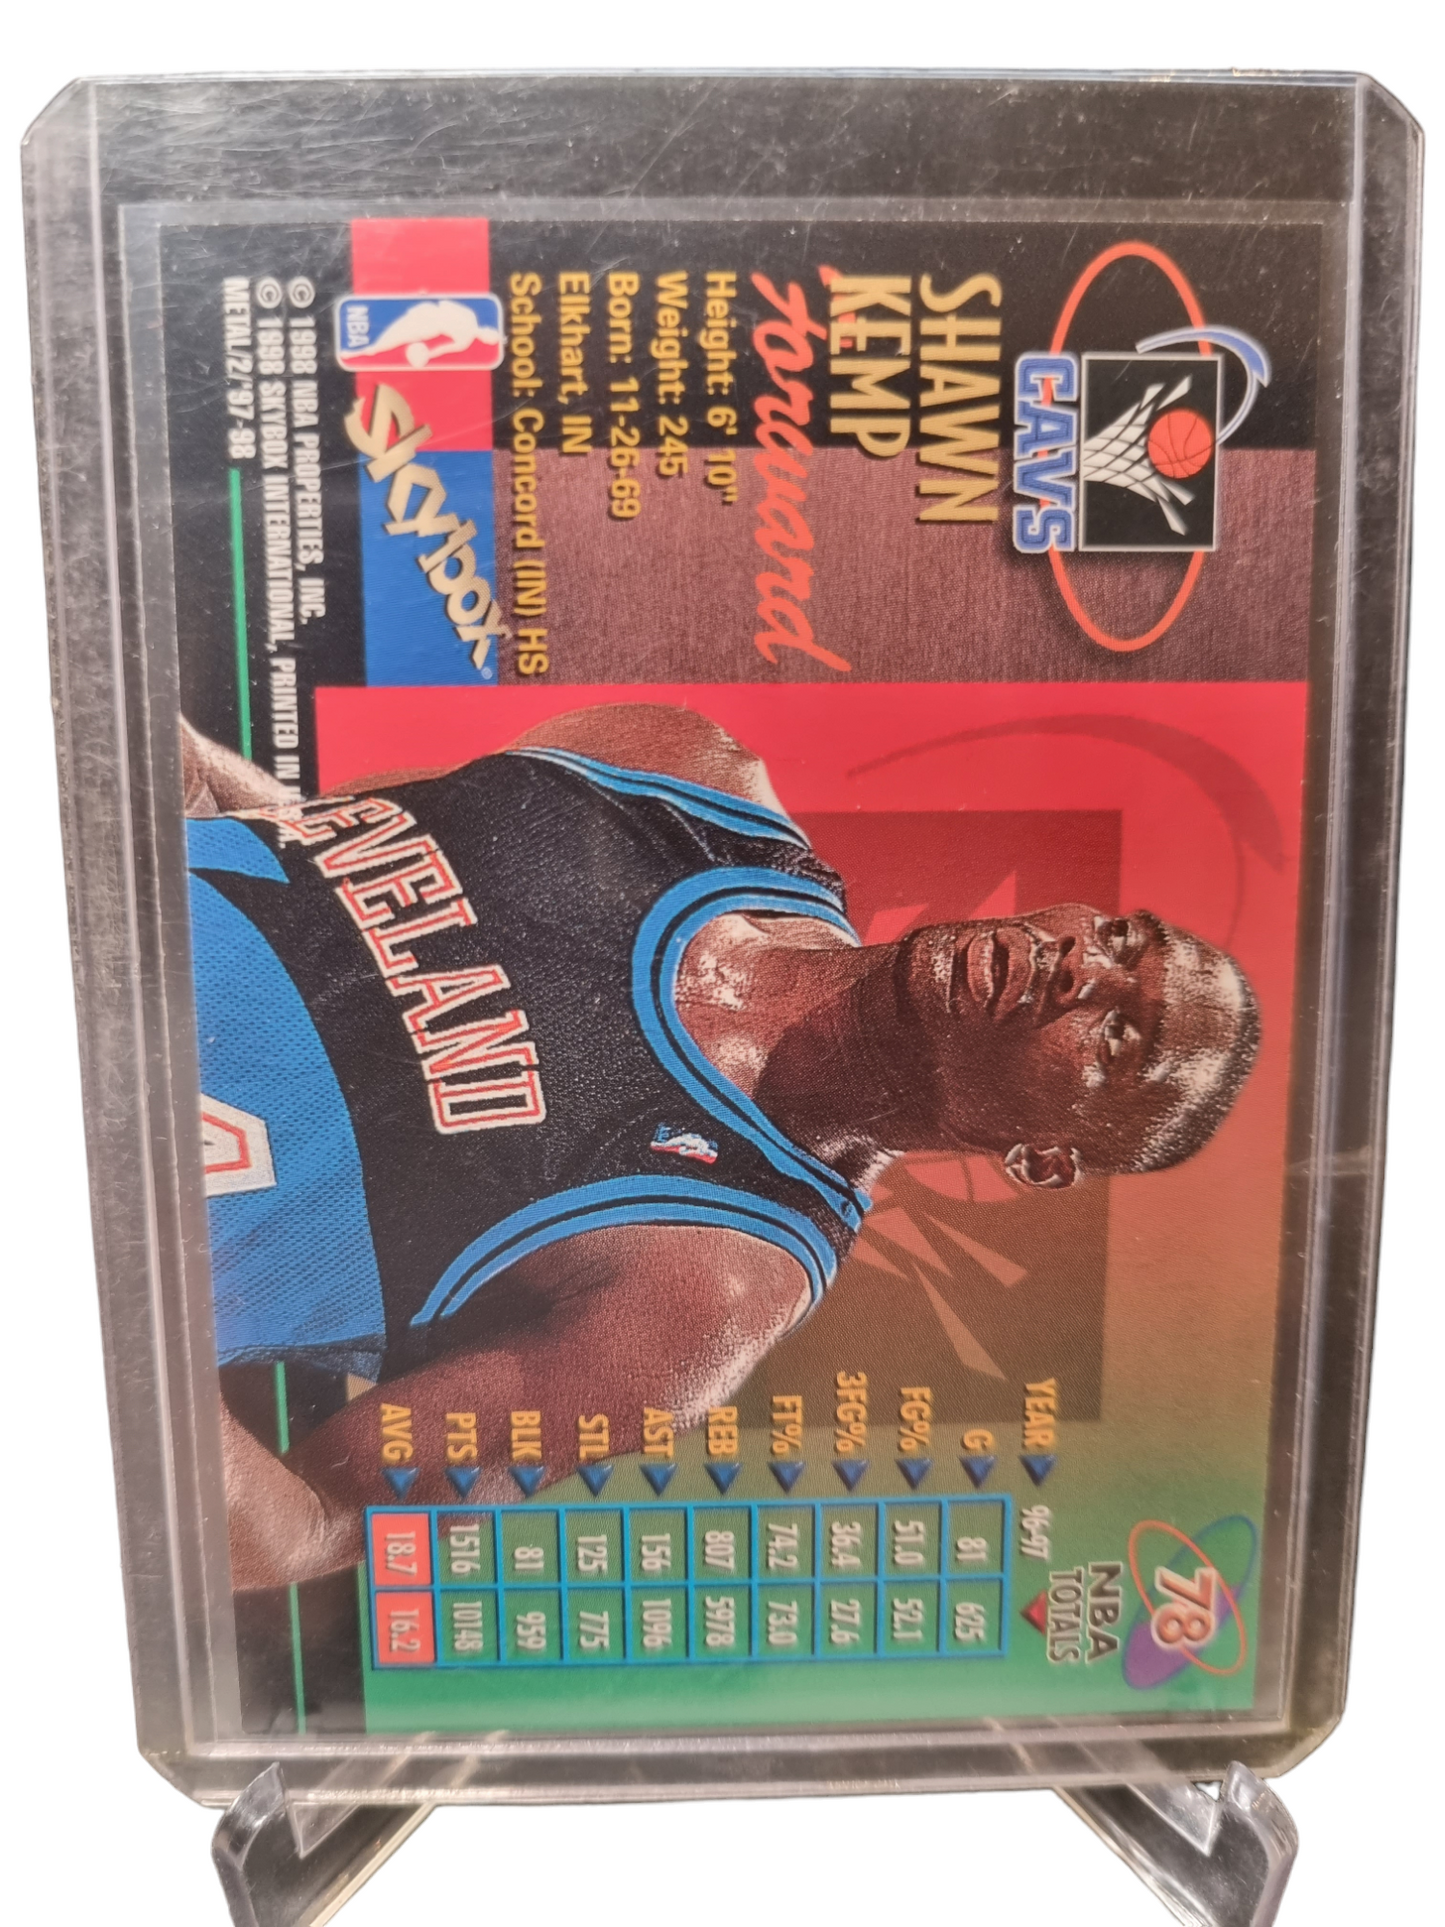 CAVS
SHAWN
KEMP
forward
Height: 6' 10"
Weight: 245
Born: 11-26-69
Elkhart, IN
School: Concord (IN) HS
NBA
SKYBOX®
© 1998 NBA PROPERTIES, INC.
© 1998 SKYBOX INTERNATIONAL, PRINTED IN U.S.A.
METAL/2/'97-98
CLEVELAND
78
NBA
TOTALS
YEAR 96-97
G 81 625
FG% 51.0 52.1
3FG% 36.4 27.6
FT% 74.2 73.0
REB 807 5978
AST 156 1096
STL 125 775
BLK 81 959
PTS 1516 10148
AVG 18.7 16.2